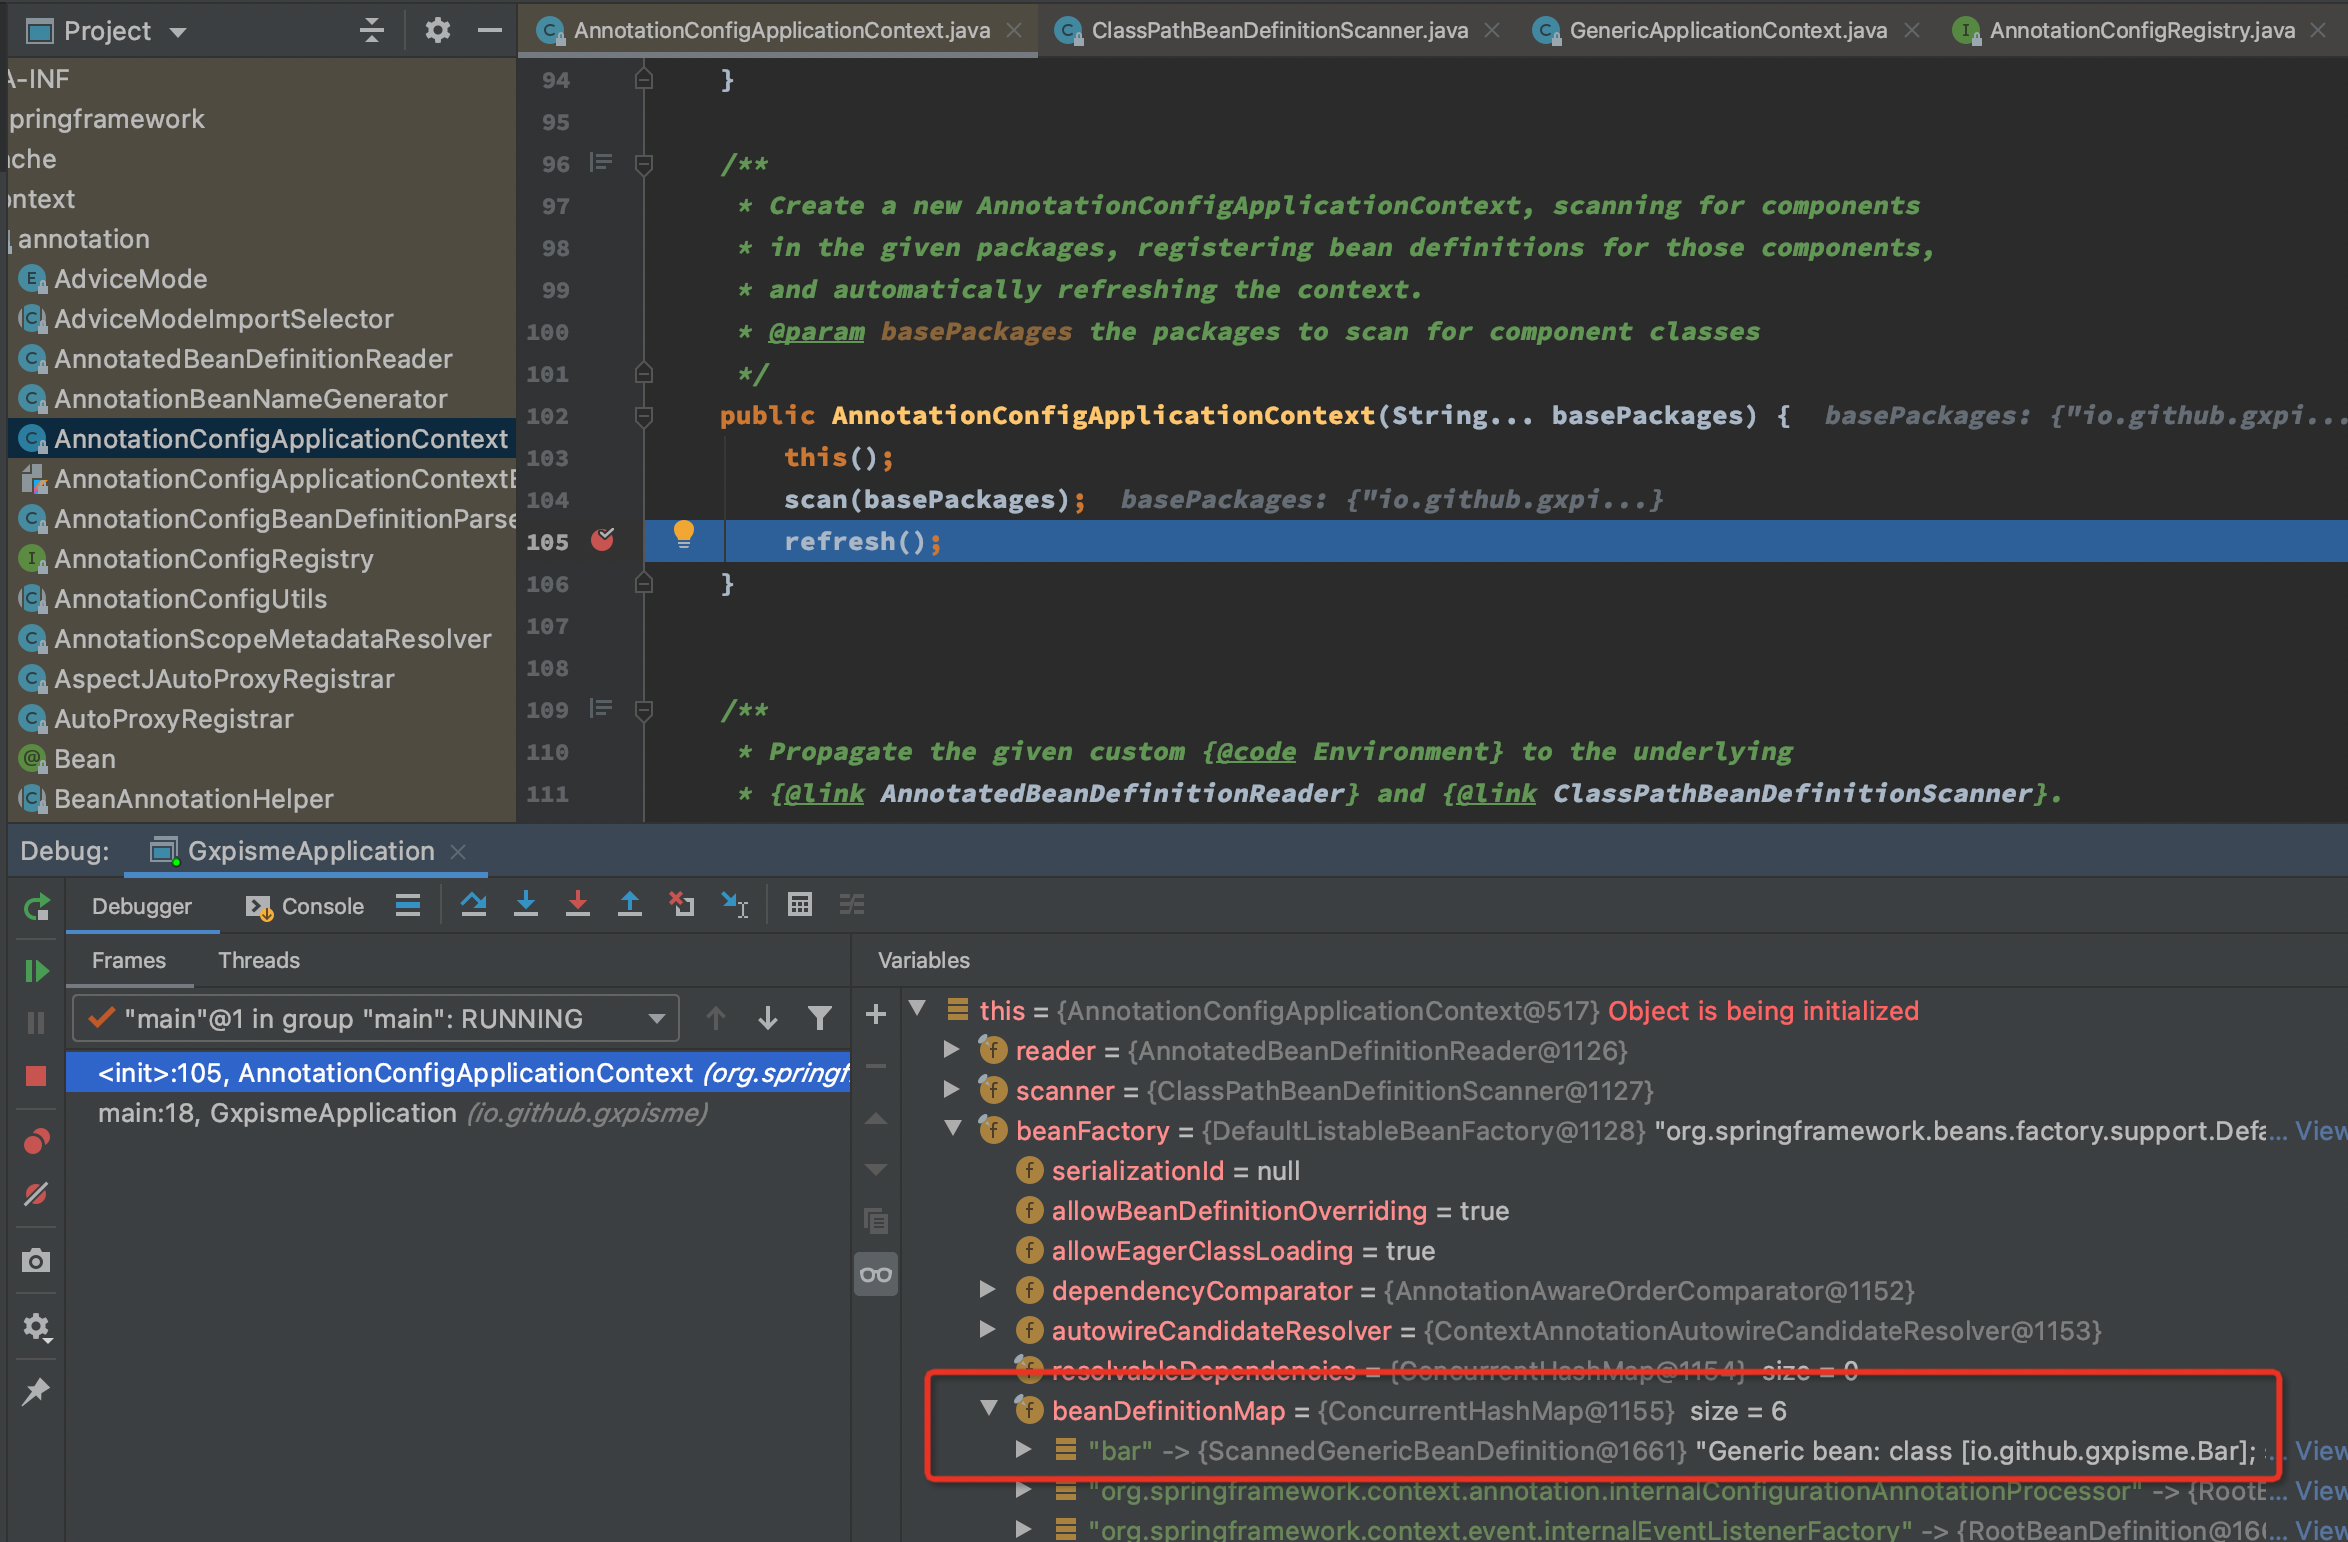 Project
AnnotationConfigApplicationContext.java
ClassPathBeanDefinitionScanner.java
GenericApplicationContext.java
AnnotationConfigRegistry.java
A-INF
pringframework
che
ontext
annotation
AdviceMode
AdviceModeImportSelector
AnnotatedBeanDefinitionReader
AnnotationBeanNameGenerator
AnnotationConfigApplicationContext
AnnotationConfigApplicationContextE
AnnotationConfigBeanDefinitionParse
AnnotationConfigRegistry
AnnotationConfigUtils
AnnotationScopeMetadataResolver
AspectJAutoProxyRegistrar
AutoProxyRegistrar
Bean
BeanAnnotationHelper
94 }
95
96 /**
97 * Create a new AnnotationConfigApplicationContext, scanning for components
98 * in the given packages, registering bean definitions for those components,
99 * and automatically refreshing the context.
100 * @param basePackages the packages to scan for component classes
101 */
102 public AnnotationConfigApplicationContext(String... basePackages) { basePackages: {"io.github.gxpi...
103 this();
104 scan(basePackages); basePackages: {"io.github.gxpi...}
105 refresh();
106 }
107
108
109 /**
110 * Propagate the given custom {@code Environment} to the underlying
111 * {@link AnnotatedBeanDefinitionReader} and {@link ClassPathBeanDefinitionScanner}.
Debug: GxpismeApplication
Debugger Console
Frames Threads
"main"@1 in group "main": RUNNING
<init>:105, AnnotationConfigApplicationContext (org.springf
main:18, GxpismeApplication (io.github.gxpisme)
Variables
this = {AnnotationConfigApplicationContext@517} Object is being initialized
reader = {AnnotatedBeanDefinitionReader@1126}
scanner = {ClassPathBeanDefinitionScanner@1127}
beanFactory = {DefaultListableBeanFactory@1128} "org.springframework.beans.factory.support.Defa... View
serializationId = null
allowBeanDefinitionOverriding = true
allowEagerClassLoading = true
dependencyComparator = {AnnotationAwareOrderComparator@1152}
autowireCandidateResolver = {ContextAnnotationAutowireCandidateResolver@1153}
resolvableDependencies = {ConcurrentHashMap@1154} size = 0
beanDefinitionMap = {ConcurrentHashMap@1155} size = 6
"bar" -> {ScannedGenericBeanDefinition@1661} "Generic bean: class [io.github.gxpisme.Bar]; ... View
"org.springframework.context.annotation.internalConfigurationAnnotationProcessor" -> {RootE... View
"org.springframework.context.event.internalEventListenerFactory" -> {RootBeanDefinition@166... View